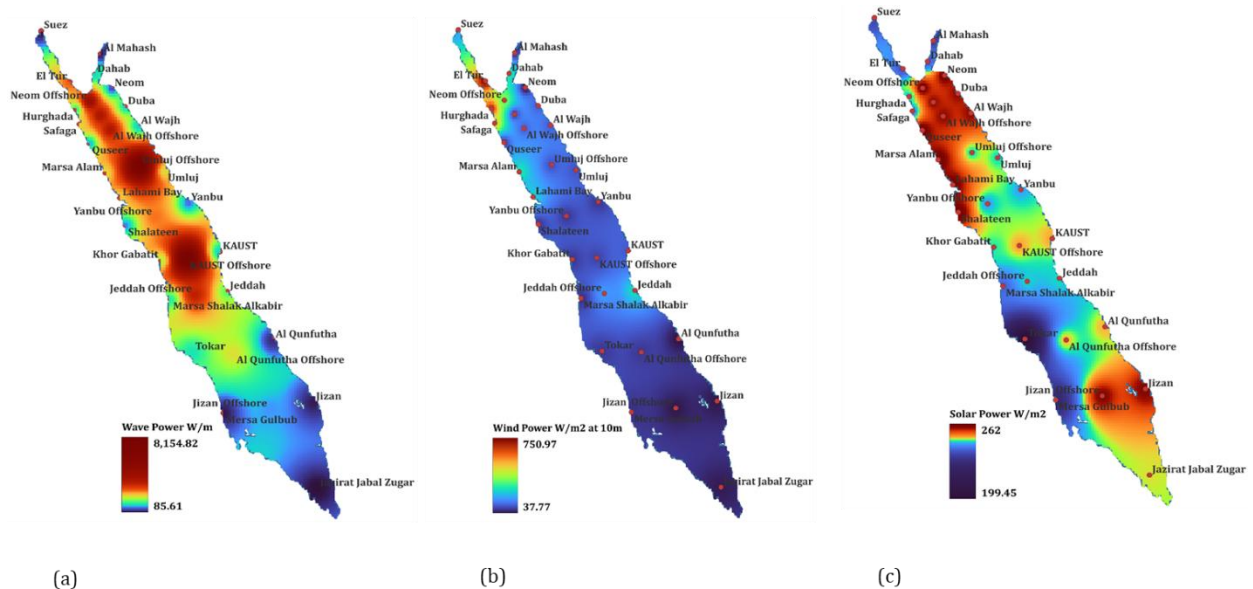 Suez
Al Mahash
Dahab
El Tur
Neom
Neom Offshore
Duba
Hurghada
Al Wajh
Safaga
Al Wajh Offshore
Quseer
Umluj Offshore
Marsa Alam
Umluj
Lahami Bay
Yanbu
Yanbu Offshore
Shalateen
KAUST
Khor Gabatit
KAUST Offshore
Jeddah Offshore
Jeddah
Marsa Shalak Alkabir
Al Qunfutha
Tokar
Al Qunfutha Offshore
Jizan Offshore
Jizan
Mersa Gulbub
Wave Power W/m
8,154.82
85.61
Jazirat Jabal Zugar
(a)
Suez
Al Mahash
Dahab
El Tur
Neom
Neom Offshore
Duba
Hurghada
Al Wajh
Safaga
Al Wajh Offshore
Quseer
Umluj Offshore
Marsa Alam
Umluj
Lahami Bay
Yanbu
Yanbu Offshore
Shalateen
KAUST
Khor Gabatit
KAUST Offshore
Jeddah Offshore
Jeddah
Marsa Shalak Alkabir
Al Qunfutha
Tokar
Al Qunfutha Offshore
Jizan Offshore
Jizan
Mersa Gulbub
Wind Power W/m2 at 10m
750.97
37.77
Jazirat Jabal Zugar
(b)
Suez
Al Mahash
Dahab
El Tur
Neom
Neom Offshore
Duba
Hurghada
Al Wajh
Safaga
Al Wajh Offshore
Quseer
Umluj Offshore
Marsa Alam
Umluj
Lahami Bay
Yanbu
Yanbu Offshore
Shalateen
KAUST
Khor Gabatit
KAUST Offshore
Jeddah Offshore
Jeddah
Marsa Shalak Alkabir
Al Qunfutha
Tokar
Al Qunfutha Offshore
Jizan Offshore
Jizan
Mersa Gulbub
Solar Power W/m2
262
199.45
Jazirat Jabal Zugar
(c)